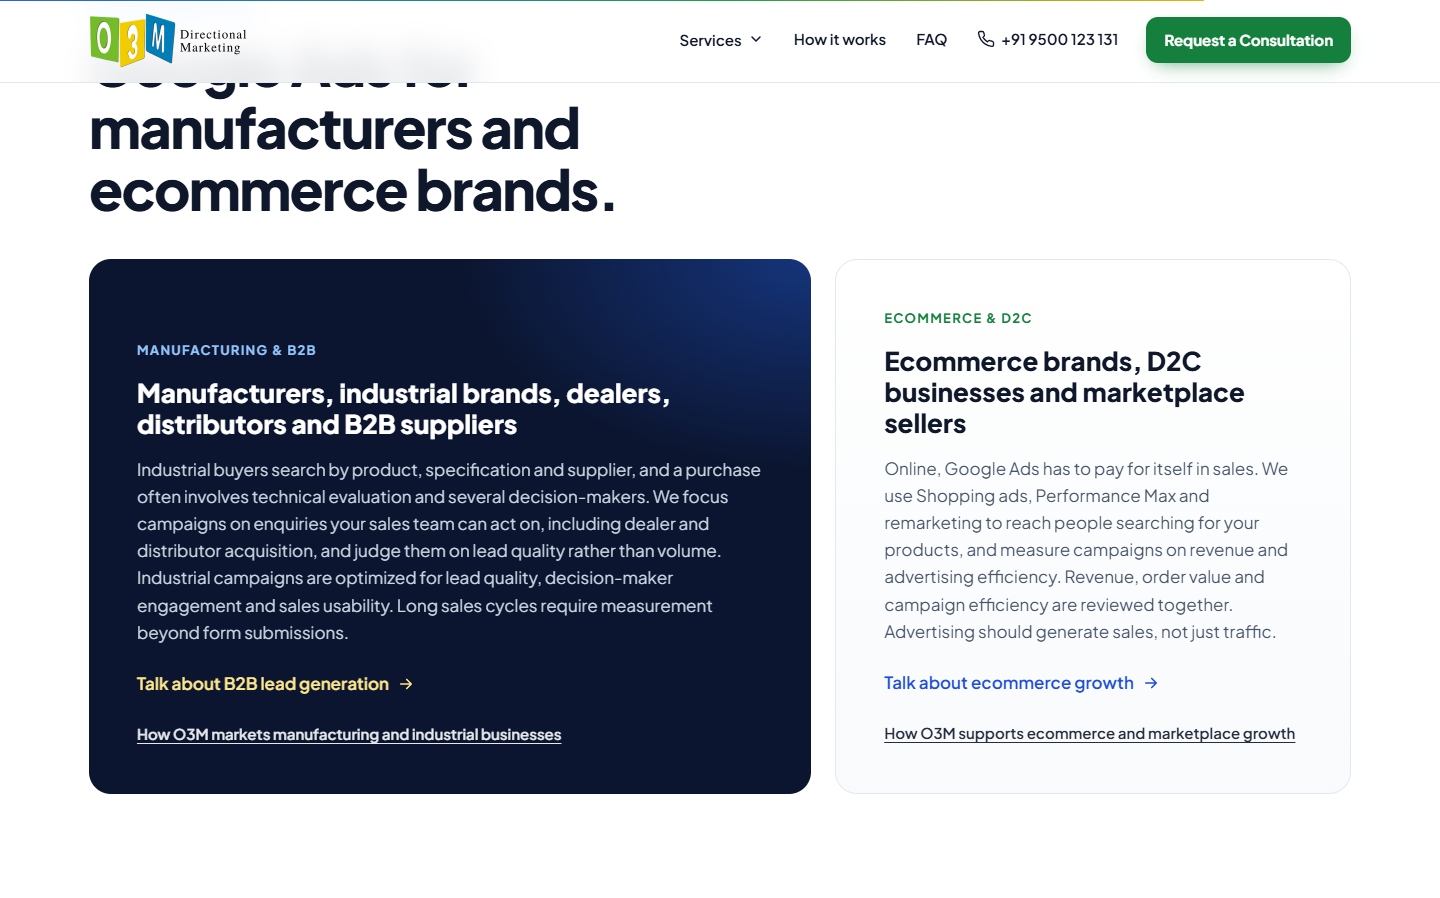 O3M Directional
Marketing
Services
How it works
FAQ
+91 9500 123 131
Request a Consultation
Google Ads for
manufacturers and
ecommerce brands.
MANUFACTURING & B2B
Manufacturers, industrial brands, dealers,
distributors and B2B suppliers
Industrial buyers search by product, specification and supplier, and a purchase
often involves technical evaluation and several decision-makers. We focus
campaigns on enquiries your sales team can act on, including dealer and
distributor acquisition, and judge them on lead quality rather than volume.
Industrial campaigns are optimized for lead quality, decision-maker
engagement and sales usability. Long sales cycles require measurement
beyond form submissions.
Talk about B2B lead generation
How O3M markets manufacturing and industrial businesses
ECOMMERCE & D2C
Ecommerce brands, D2C
businesses and marketplace
sellers
Online, Google Ads has to pay for itself in sales. We
use Shopping ads, Performance Max and
remarketing to reach people searching for your
products, and measure campaigns on revenue and
advertising efficiency. Revenue, order value and
campaign efficiency are reviewed together.
Advertising should generate sales, not just traffic.
Talk about ecommerce growth
How O3M supports ecommerce and marketplace growth